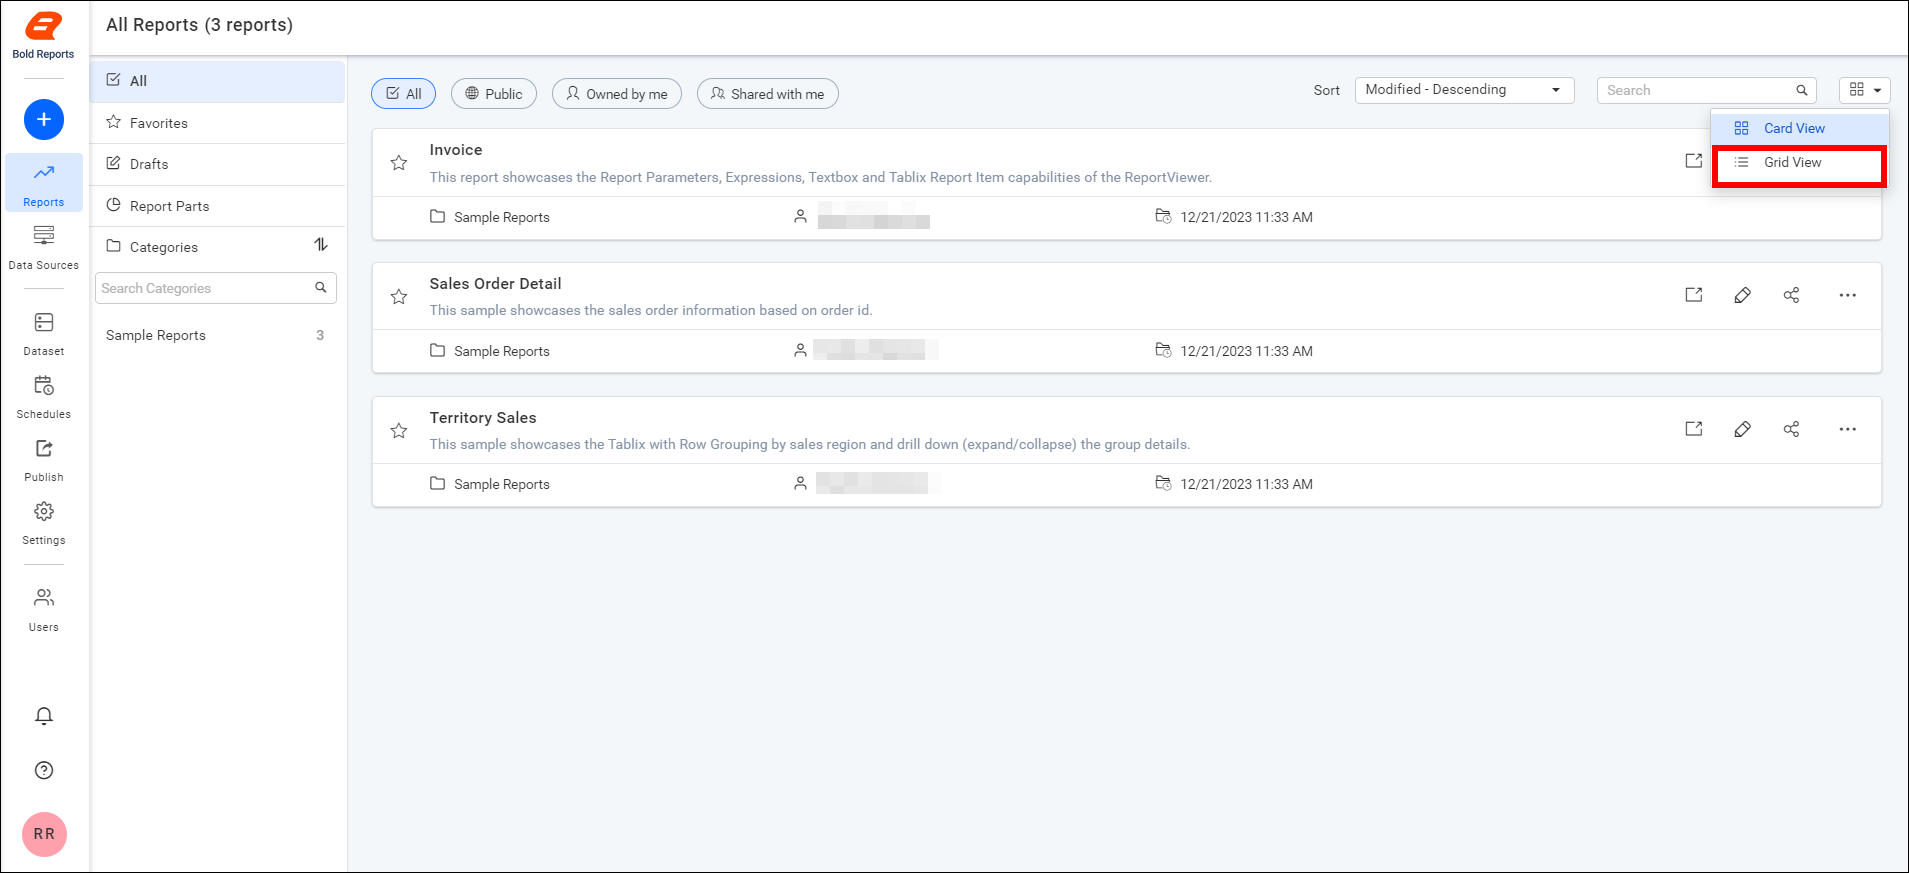 Bold Reports
Reports
Data Sources
Dataset
Schedules
Publish
Settings
Users
RR
All Reports (3 reports)
All
Favorites
Drafts
Report Parts
Categories
Search Categories
Sample Reports 3
All Public Owned by me Shared with me
Sort Modified - Descending Search
Card View
Grid View
Invoice
This report showcases the Report Parameters, Expressions, Textbox and Tablix Report Item capabilities of the ReportViewer.
Sample Reports 12/21/2023 11:33 AM
Sales Order Detail
This sample showcases the sales order information based on order id.
Sample Reports 12/21/2023 11:33 AM
Territory Sales
This sample showcases the Tablix with Row Grouping by sales region and drill down (expand/collapse) the group details.
Sample Reports 12/21/2023 11:33 AM